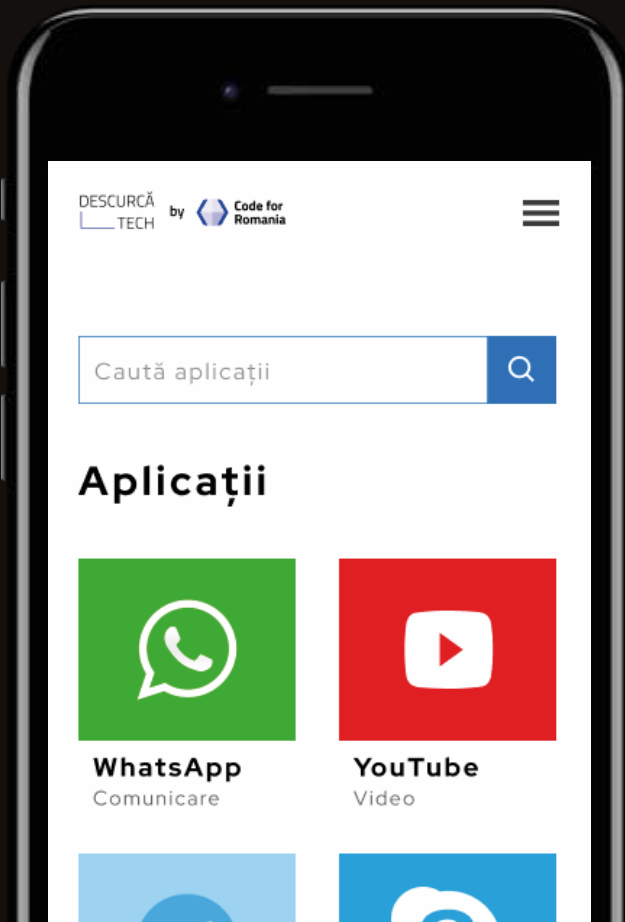 DESCURCĂ
TECH
by
Code for
Romania
Caută aplicații
Aplicații
WhatsApp
Comunicare
YouTube
Video